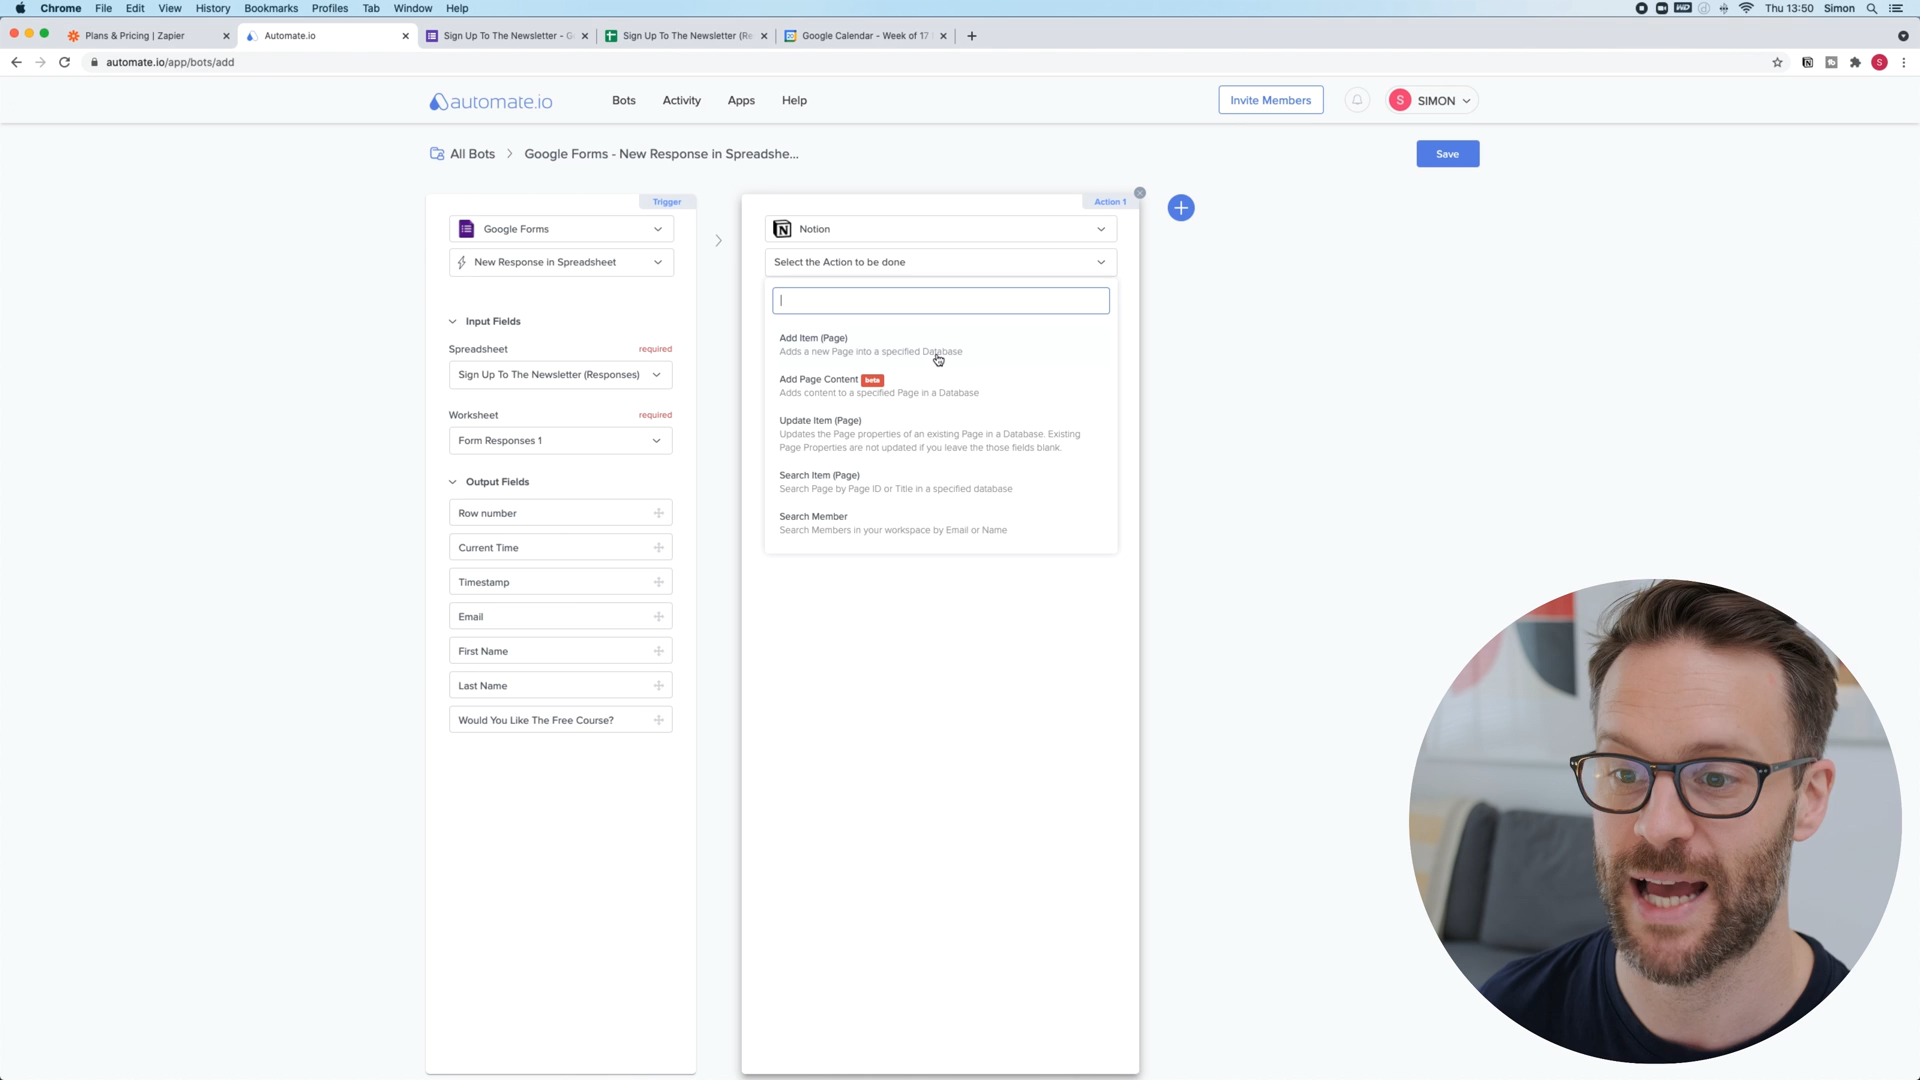 Chrome File Edit View History Bookmarks Profiles Tab Window Help
Thu 13:50 Simon
Plans & Pricing | Zapier
Automate.io
Sign Up To The Newsletter - G
Sign Up To The Newsletter (Re
Google Calendar - Week of 17
automate.io/app/bots/add
automate.io Bots Activity Apps Help Invite Members S SIMON
All Bots > Google Forms - New Response in Spreadshe...
Save
Trigger
Google Forms
New Response in Spreadsheet
Input Fields
Spreadsheet required
Sign Up To The Newsletter (Responses)
Worksheet required
Form Responses 1
Output Fields
Row number
Current Time
Timestamp
Email
First Name
Last Name
Would You Like The Free Course?
Action 1
Notion
Select the Action to be done
Add Item (Page)
Adds a new Page into a specified Database
Add Page Content beta
Adds content to a specified Page in a Database
Update Item (Page)
Updates the Page properties of an existing Page in a Database. Existing
Page Properties are not updated if you leave the those fields blank.
Search Item (Page)
Search Page by Page ID or Title in a specified database
Search Member
Search Members in your workspace by Email or Name